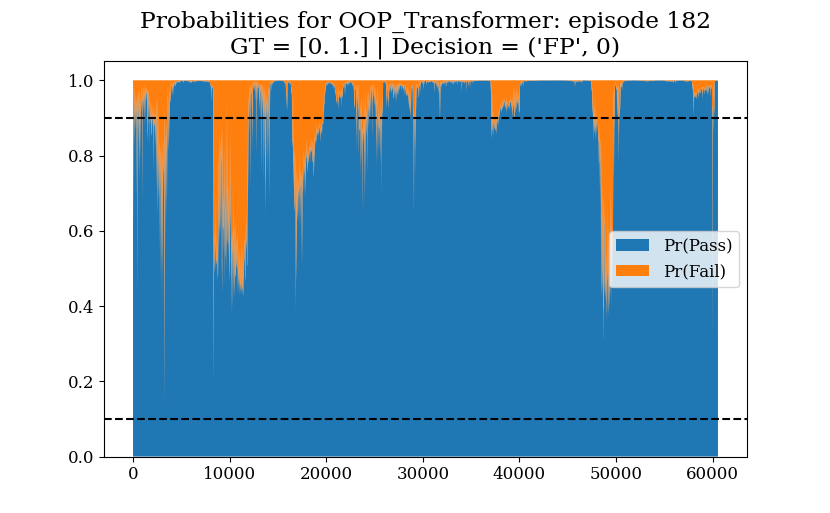 Probabilities for OOP_Transformer: episode 182
GT = [0. 1.] | Decision = ('FP', 0)
1.0
0.8
0.6
0.4
0.2
0.0
Pr(Pass)
Pr(Fail)
0 10000 20000 30000 40000 50000 60000